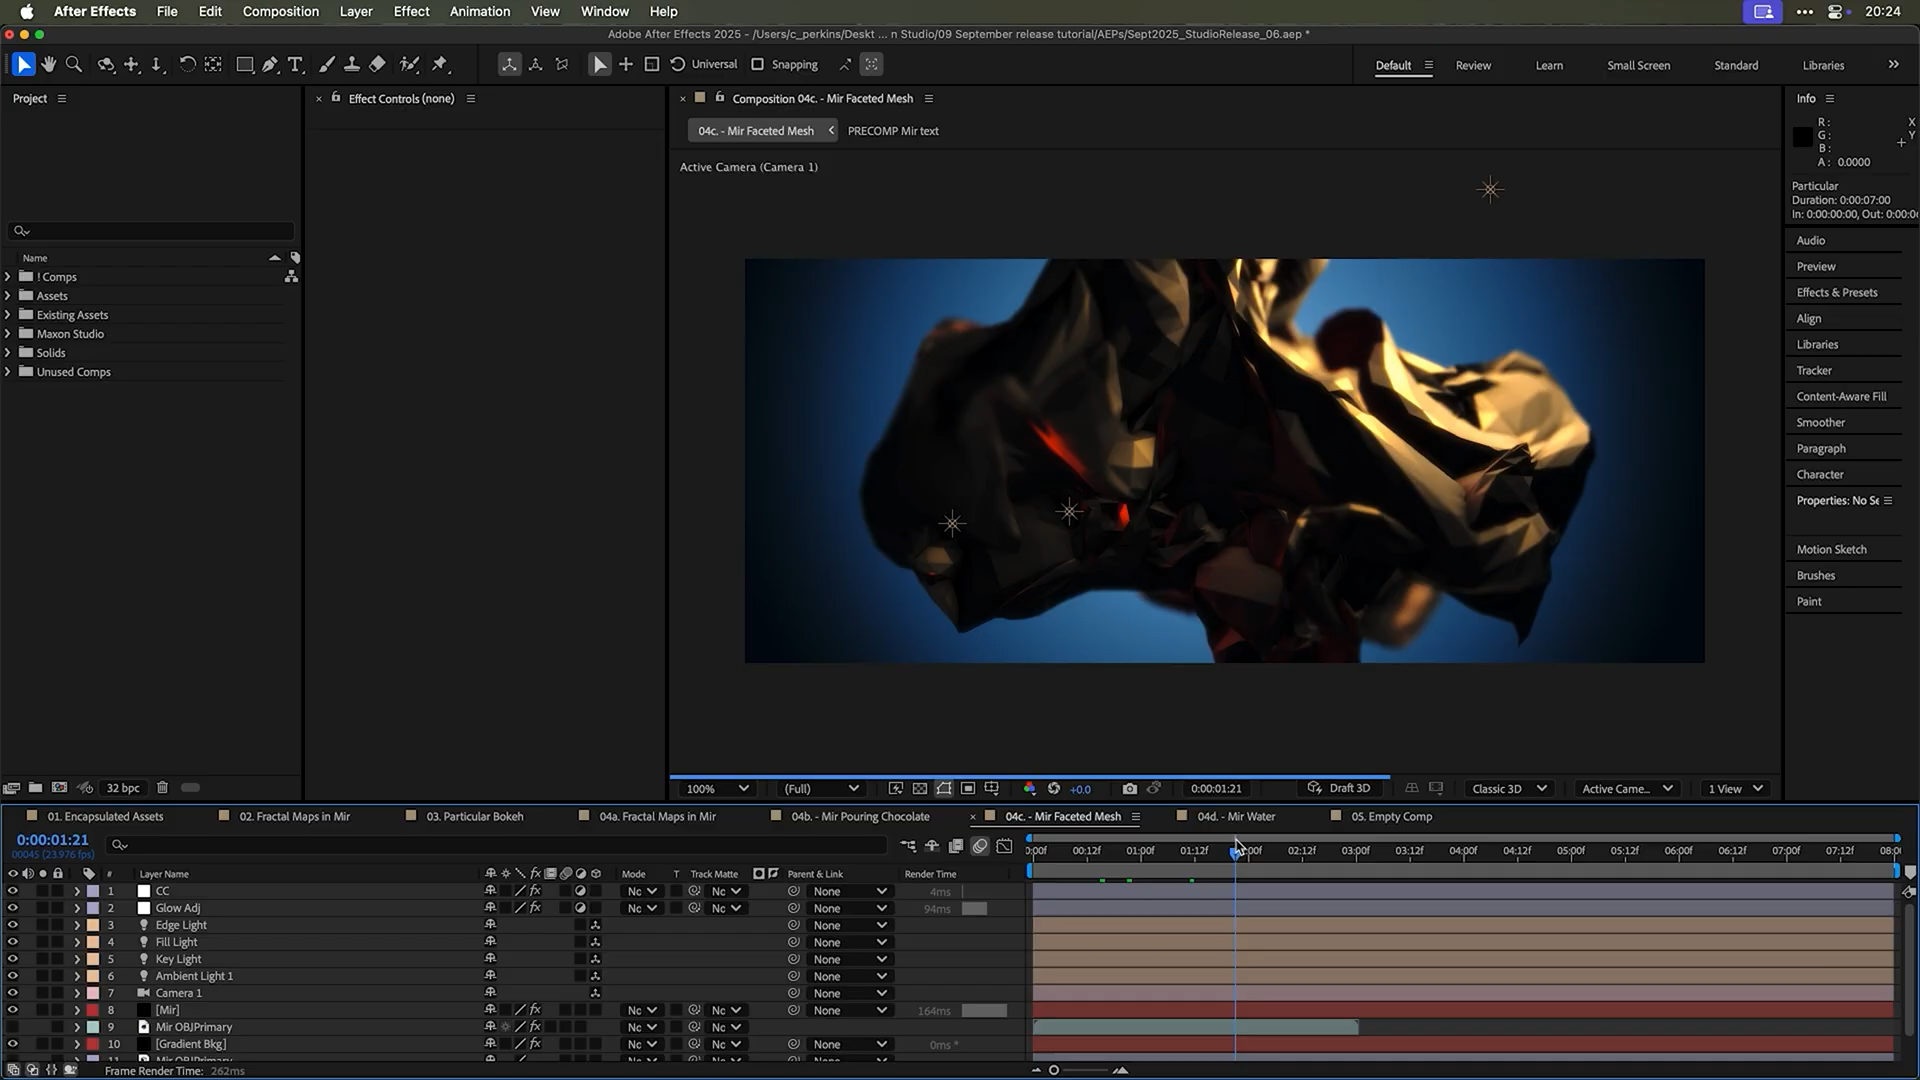 After Effects File Edit Composition Layer Effect Animation View Window Help 20:24
Adobe After Effects 2025 - /Users/c_perkins/Deskt ... n Studio/09 September release tutorial/AEPs/Sept2025_StudioRelease_06.aep *
Universal Snapping Default Review Learn Small Screen Standard Libraries
Project Effect Controls (none) Composition 04c. - Mir Faceted Mesh Info
04c. - Mir Faceted Mesh PRECOMP Mir text
R: X
G: Y
B:
A: 0.0000
Active Camera (Camera 1)
Particular
Duration: 0:00:07:00
In: 0:00:00:00, Out: 0:00:0
Name
! Comps
Assets
Existing Assets
Maxon Studio
Solids
Unused Comps
Audio
Preview
Effects & Presets
Align
Libraries
Tracker
Content-Aware Fill
Smoother
Paragraph
Character
Properties: No Se
Motion Sketch
Brushes
Paint
32 bpc 100% (Full) +0.0 0:00:01:21 Draft 3D Classic 3D Active Came... 1 View
01. Encapsulated Assets 02. Fractal Maps in Mir 03. Particular Bokeh 04a. Fractal Maps in Mir 04b. - Mir Pouring Chocolate 04c. - Mir Faceted Mesh 04d. - Mir Water 05. Empty Comp
0:00:01:21
00045 (23.976 fps)
00f 00:12f 01:00f 01:12f 00f 02:12f 03:00f 03:12f 04:00f 04:12f 05:00f 05:12f 06:00f 06:12f 07:00f 07:12f 08:0
# Layer Name Mode T Track Matte Parent & Link Render Time
1 CC Nc Nc None 4ms
2 Glow Adj Nc Nc None 94ms
3 Edge Light None
4 Fill Light None
5 Key Light None
6 Ambient Light 1 None
7 Camera 1 None
8 [Mir] Nc Nc None 164ms
9 Mir OBJPrimary Nc Nc None
10 [Gradient Bkg] Nc Nc None 0ms *
11 Mir OBJPrimary
Frame Render Time: 262ms